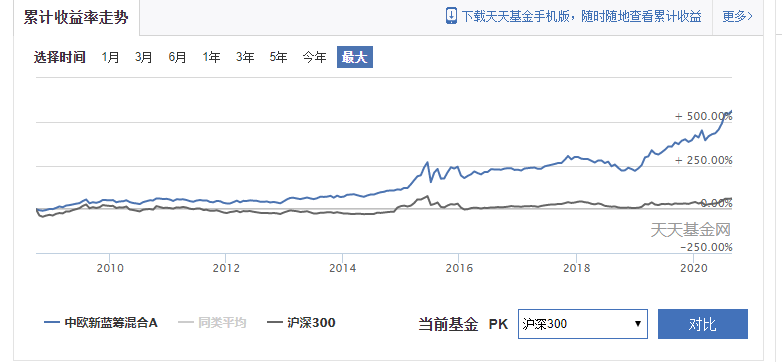 累计收益率走势 下载天天基金手机版，随时随地查看累计收益 更多>
选择时间 1月 3月 6月 1年 3年 5年 今年 最大
+ 500.00%
+ 250.00%
0.00%
天天基金网
-250.00%
2010 2012 2014 2016 2018 2020
中欧新蓝筹混合A 同类平均 沪深300 当前基金 PK 沪深300 对比